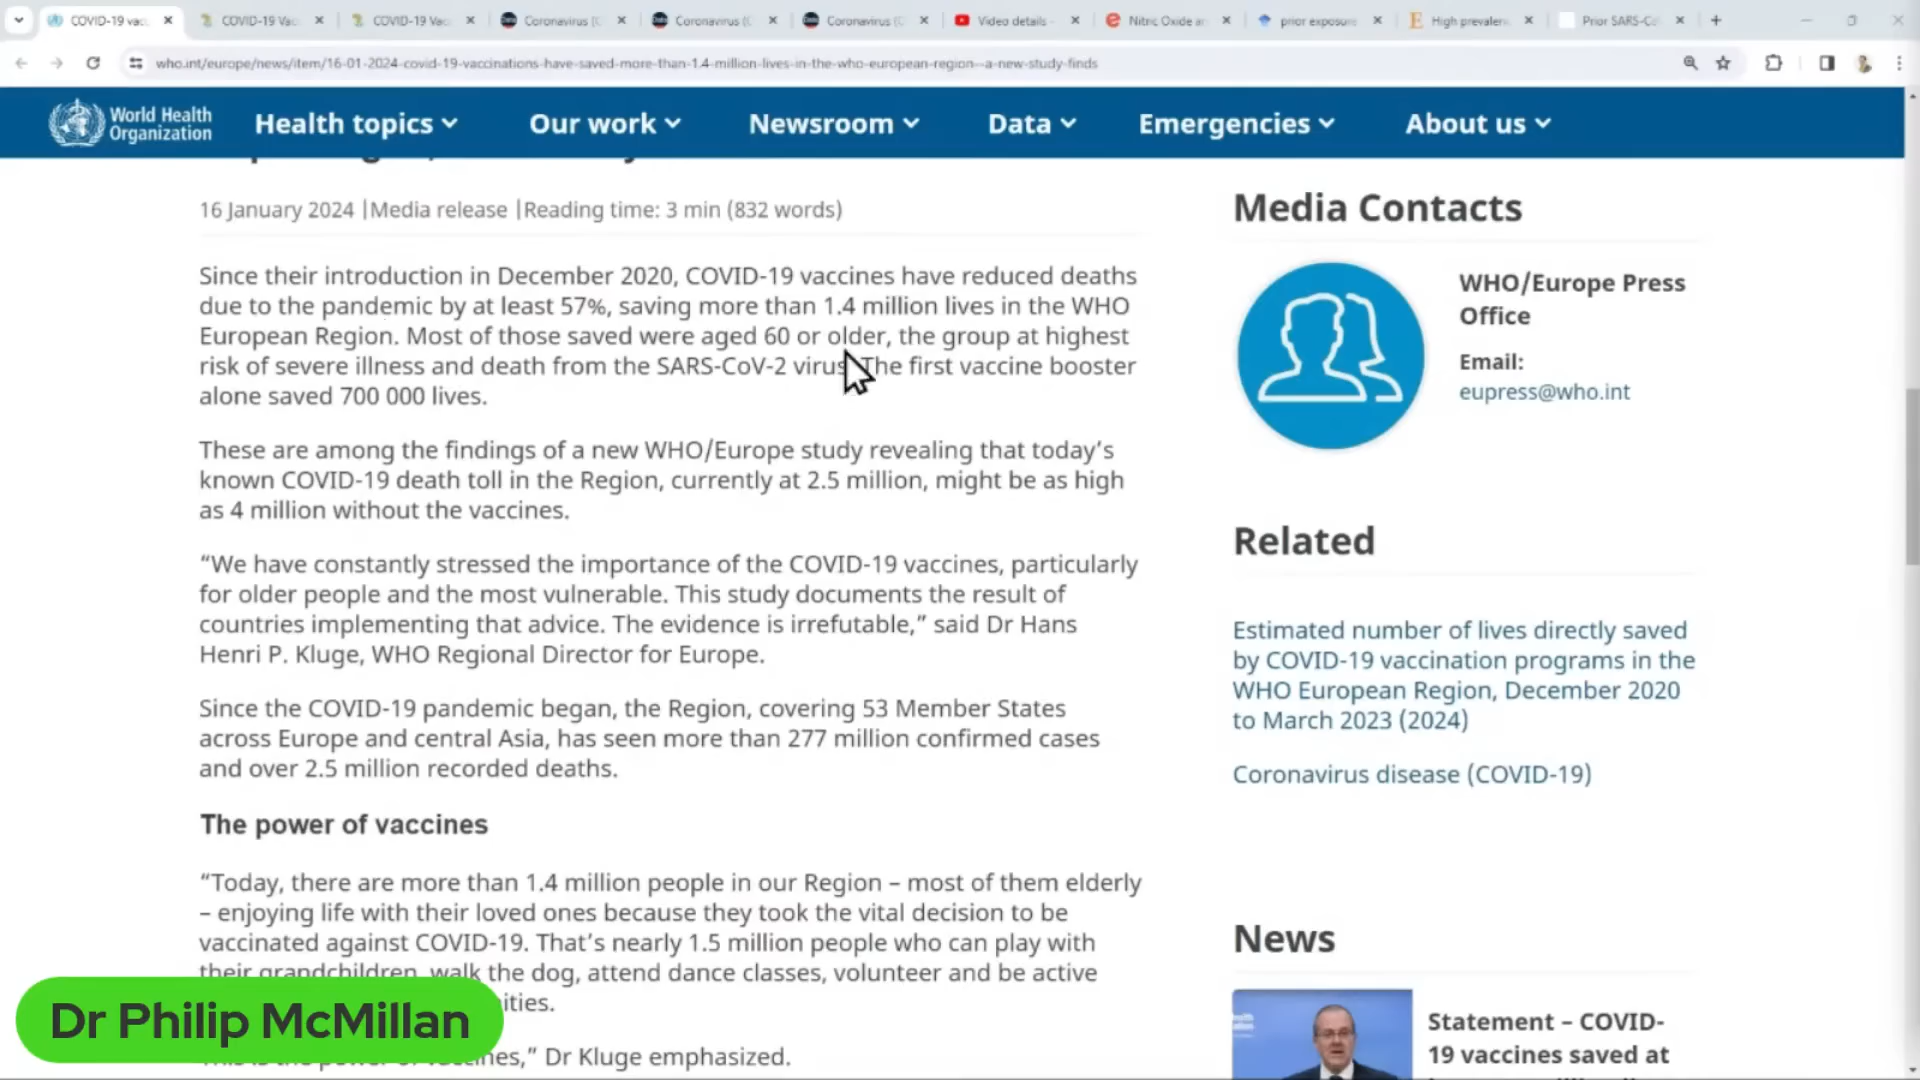 COVID-19 vacc
COVID-19 Vac
COVID-19 Vac
Coronavirus (C
Coronavirus (C
Coronavirus (C
Video details -
Nitric Oxide a
prior exposure
High prevalen
Prior SARS-Co
who.int/europe/news/item/16-01-2024-covid-19-vaccinations-have-saved-more-than-1.4-million-lives-in-the-who-european-region--a-new-study-finds
World Health
Organization
Health topics
Our work
Newsroom
Data
Emergencies
About us
16 January 2024 |Media release |Reading time: 3 min (832 words)
Since their introduction in December 2020, COVID-19 vaccines have reduced deaths
due to the pandemic by at least 57%, saving more than 1.4 million lives in the WHO
European Region. Most of those saved were aged 60 or older, the group at highest
risk of severe illness and death from the SARS-CoV-2 virus. The first vaccine booster
alone saved 700 000 lives.
These are among the findings of a new WHO/Europe study revealing that today's
known COVID-19 death toll in the Region, currently at 2.5 million, might be as high
as 4 million without the vaccines.
“We have constantly stressed the importance of the COVID-19 vaccines, particularly
for older people and the most vulnerable. This study documents the result of
countries implementing that advice. The evidence is irrefutable,” said Dr Hans
Henri P. Kluge, WHO Regional Director for Europe.
Since the COVID-19 pandemic began, the Region, covering 53 Member States
across Europe and central Asia, has seen more than 277 million confirmed cases
and over 2.5 million recorded deaths.
The power of vaccines
“Today, there are more than 1.4 million people in our Region – most of them elderly
– enjoying life with their loved ones because they took the vital decision to be
vaccinated against COVID-19. That's nearly 1.5 million people who can play with
their grandchildren, walk the dog, attend dance classes, volunteer and be active
ities.
nes,” Dr Kluge emphasized.
Dr Philip McMillan
Media Contacts
WHO/Europe Press
Office
Email:
eupress@who.int
Related
Estimated number of lives directly saved
by COVID-19 vaccination programs in the
WHO European Region, December 2020
to March 2023 (2024)
Coronavirus disease (COVID-19)
News
Statement – COVID-
19 vaccines saved at